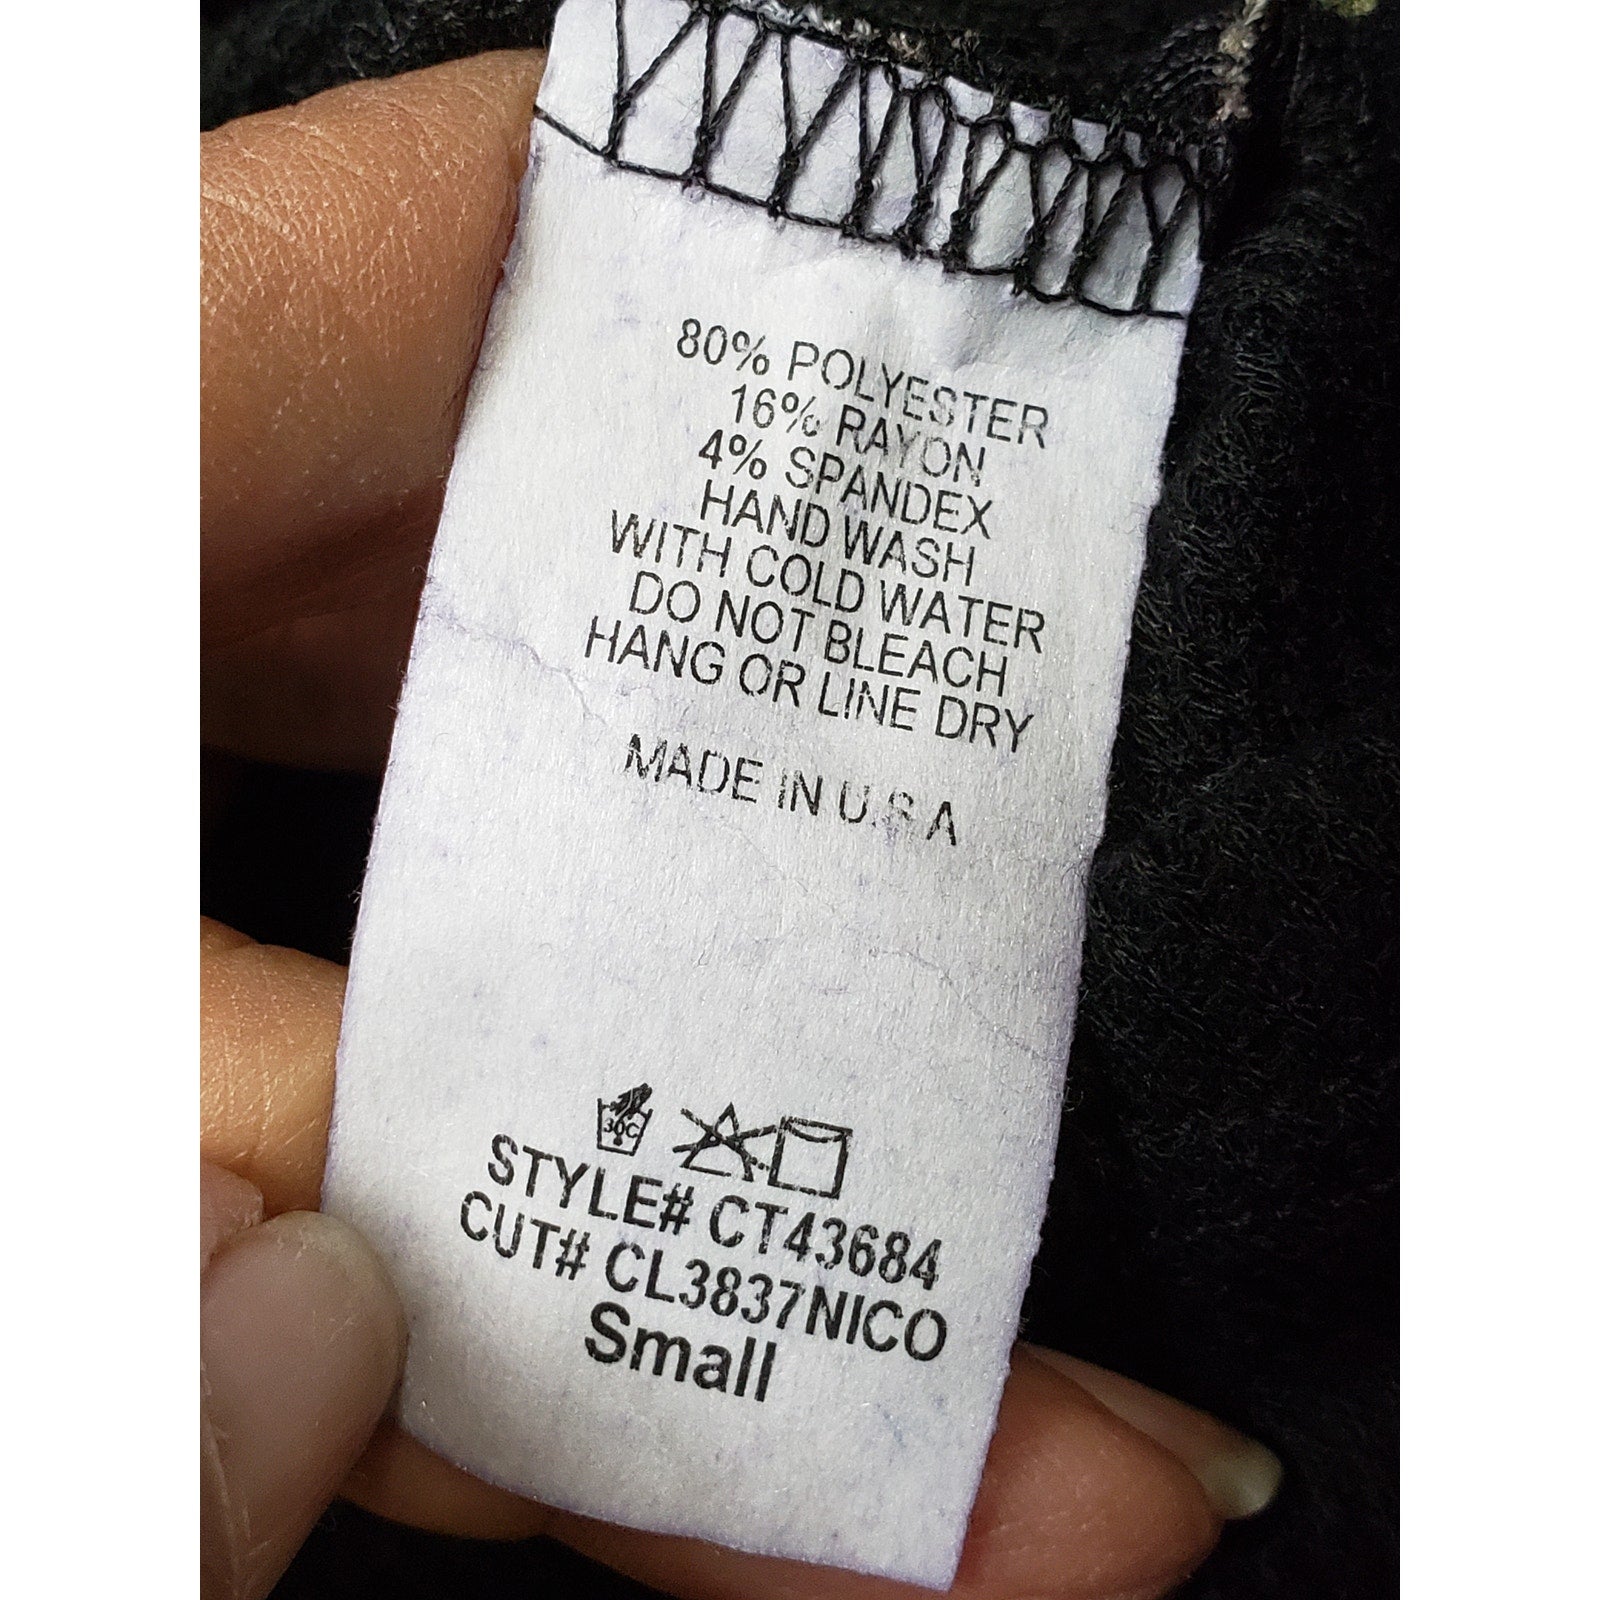 80% POLYESTER
16% RAYON
4% SPANDEX
HAND WASH
WITH COLD WATER
DO NOT BLEACH
HANG OR LINE DRY
MADE IN U.S.A
30C
STYLE# CT43684
CUT# CL3837NICO
Small